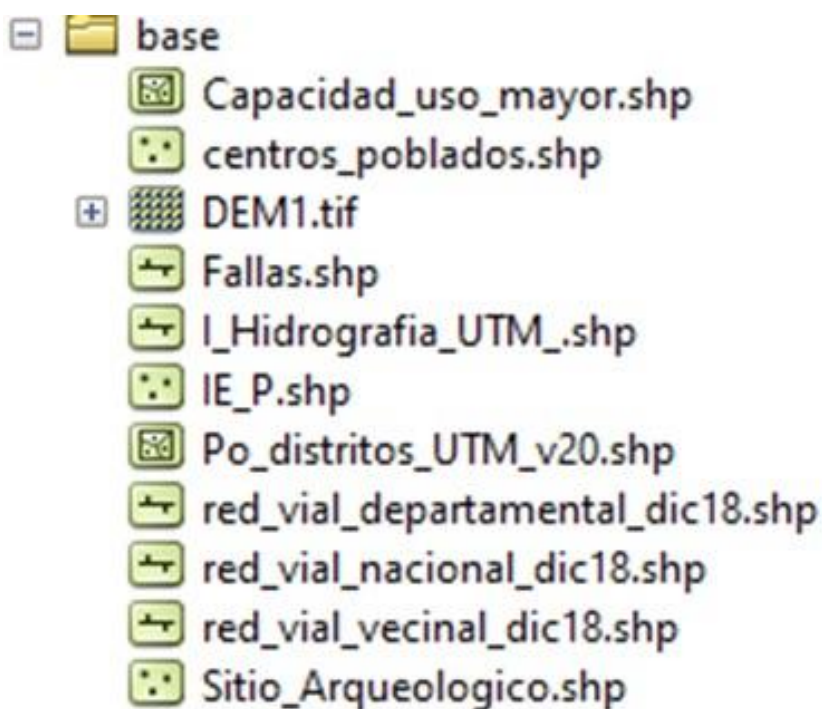 base
Capacidad_uso_mayor.shp
centros_poblados.shp
DEM1.tif
Fallas.shp
I_Hidrografia_UTM_.shp
IE_P.shp
Po_distritos_UTM_v20.shp
red_vial_departamental_dic18.shp
red_vial_nacional_dic18.shp
red_vial_vecinal_dic18.shp
Sitio_Arqueologico.shp